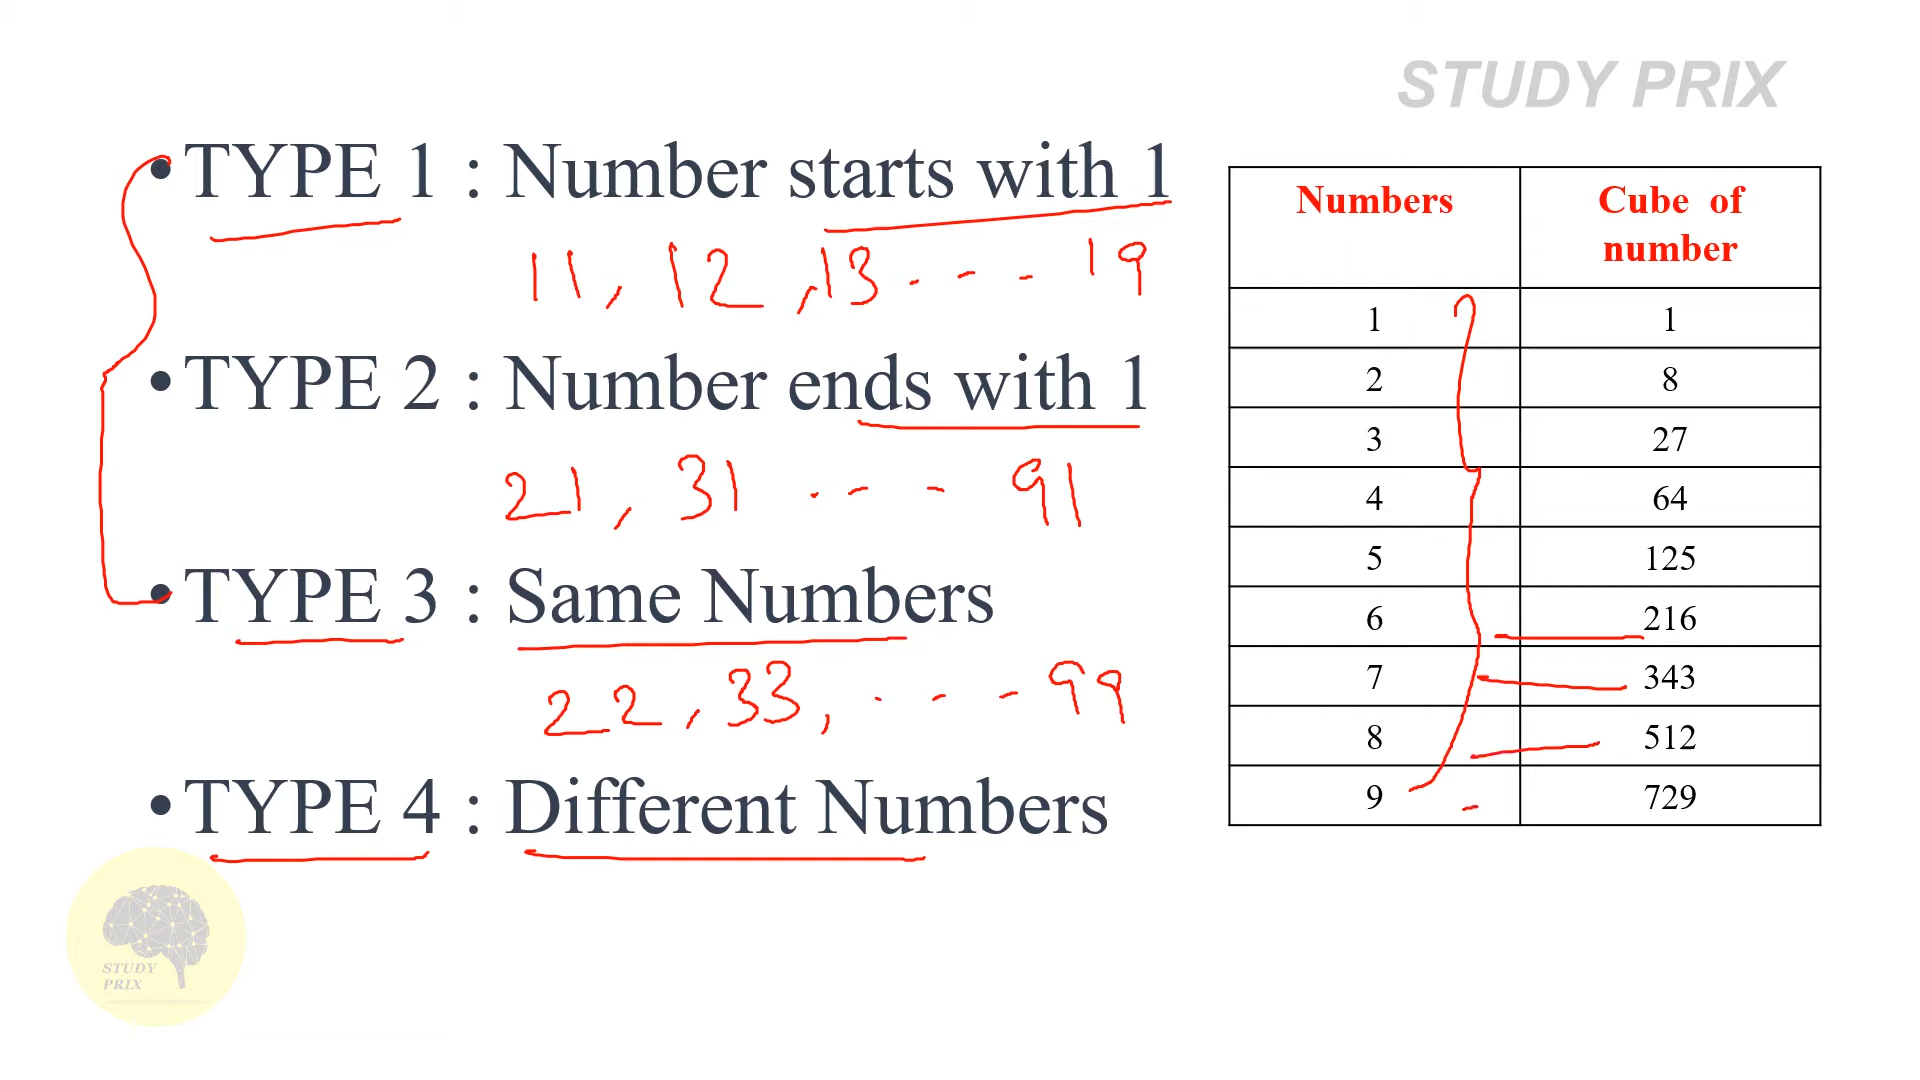 STUDY PRIX
• TYPE 1 : Number starts with 1
11, 12, 13 . - - - 19
• TYPE 2 : Number ends with 1
21, 31 . - - - 91
• TYPE 3 : Same Numbers
22, 33, . - - - 99
• TYPE 4 : Different Numbers
STUDY
PRIX
Numbers Cube of number
1 1
2 8
3 27
4 64
5 125
6 216
7 343
8 512
9 729